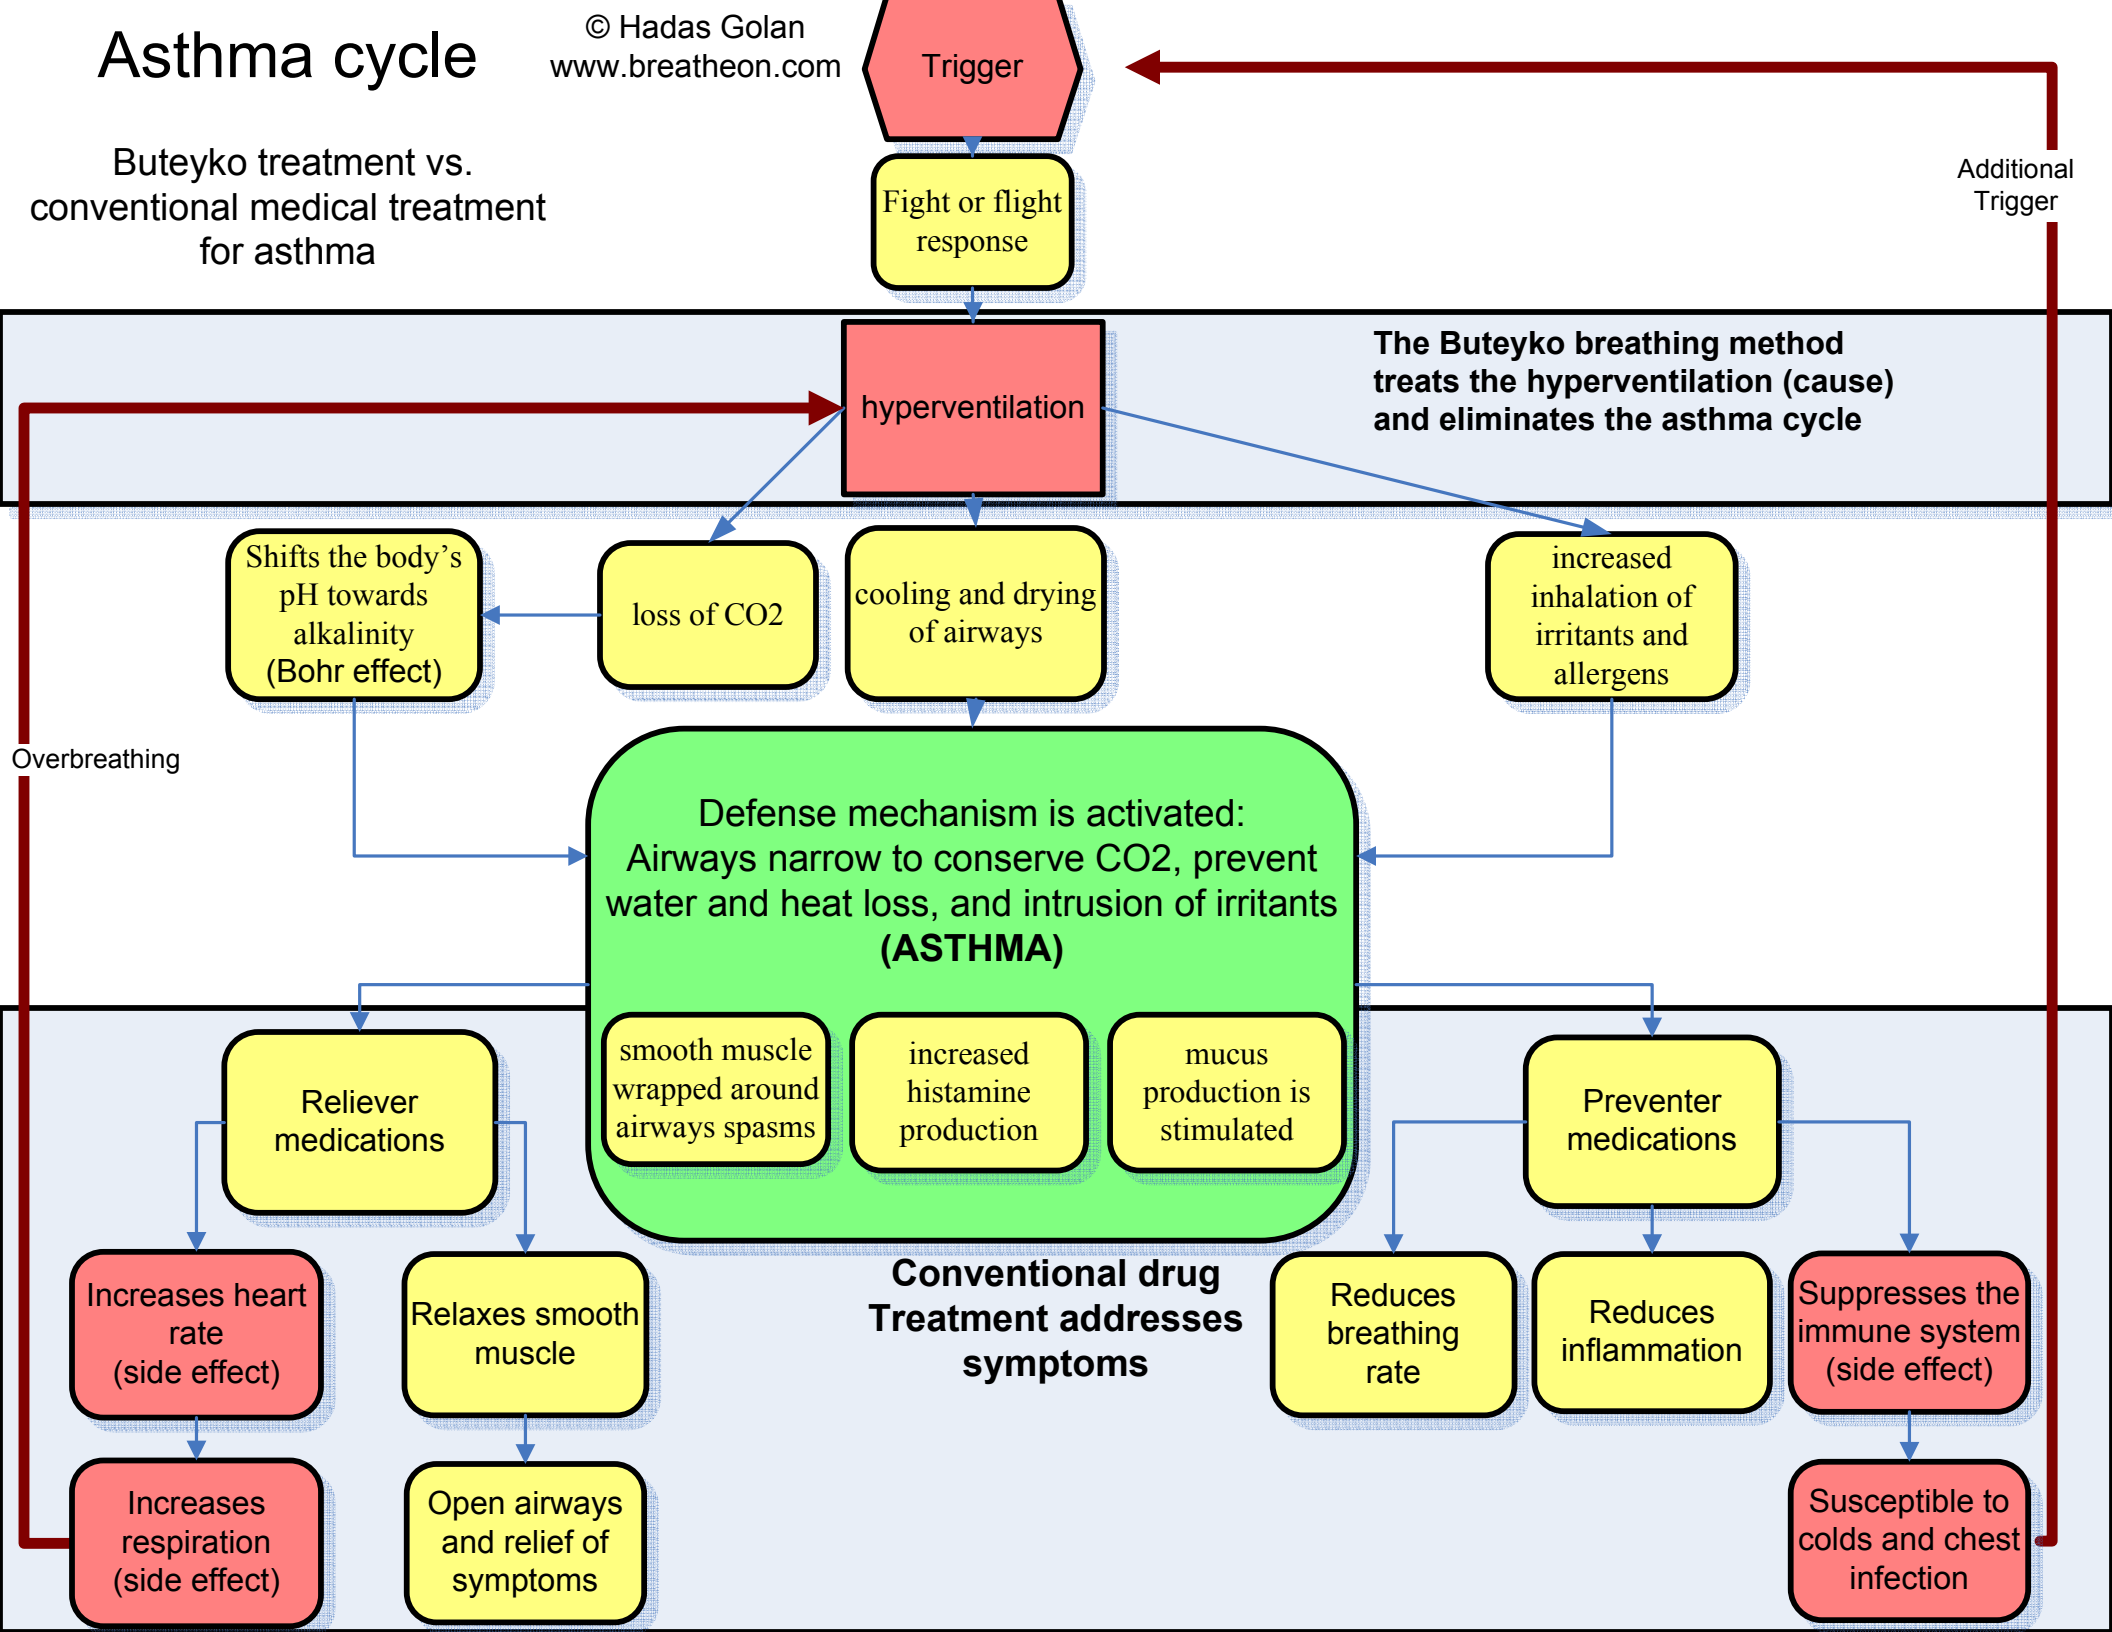 Asthma cycle
© Hadas Golan
www.breatheon.com
Trigger
Buteyko treatment vs.
conventional medical treatment
for asthma
Fight or flight
response
Additional
Trigger
hyperventilation
The Buteyko breathing method
treats the hyperventilation (cause)
and eliminates the asthma cycle
Shifts the body’s
pH towards
alkalinity
(Bohr effect)
loss of CO2
cooling and drying
of airways
increased
inhalation of
irritants and
allergens
Overbreathing
Defense mechanism is activated:
Airways narrow to conserve CO2, prevent
water and heat loss, and intrusion of irritants
(ASTHMA)
smooth muscle
wrapped around
airways spasms
increased
histamine
production
mucus
production is
stimulated
Reliever
medications
Preventer
medications
Increases heart
rate
(side effect)
Relaxes smooth
muscle
Conventional drug
Treatment addresses
symptoms
Reduces
breathing
rate
Reduces
inflammation
Suppresses the
immune system
(side effect)
Increases
respiration
(side effect)
Open airways
and relief of
symptoms
Susceptible to
colds and chest
infection